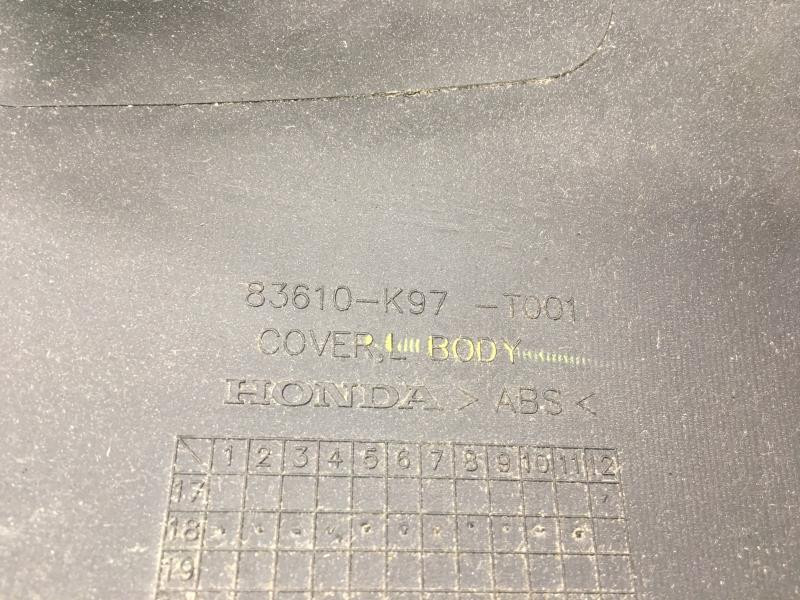 83610-K97 -T001
COVER,L BODY
HONDA >ABS<
1 2 3 4 5 6 7 8 9 10 11 12
17
18
19